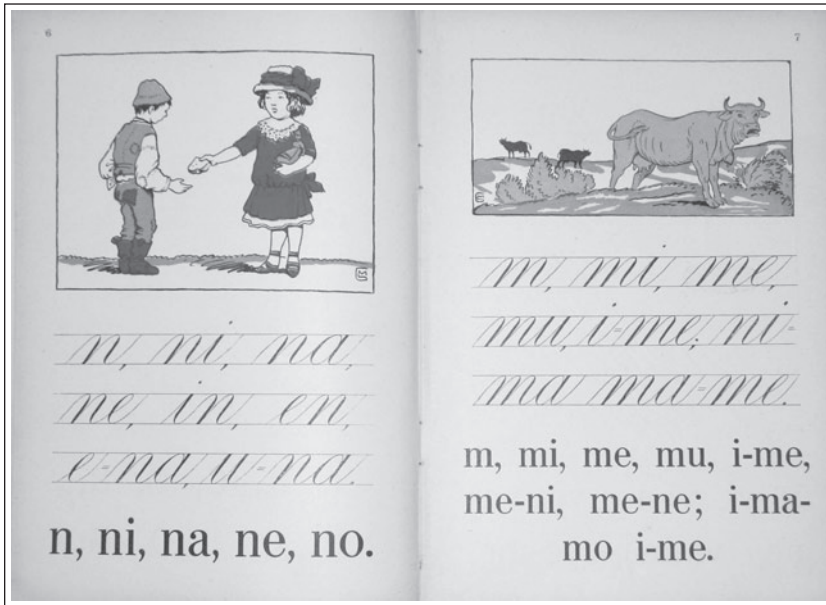 6
n, ni, na,
ne, in, en,
e-na, u-na.
n, ni, na, ne, no.
7
m, mi, me,
mu, i-me; ni-
ma ma-me.
m, mi, me, mu, i-me,
me-ni, me-ne; i-ma-
mo i-me.